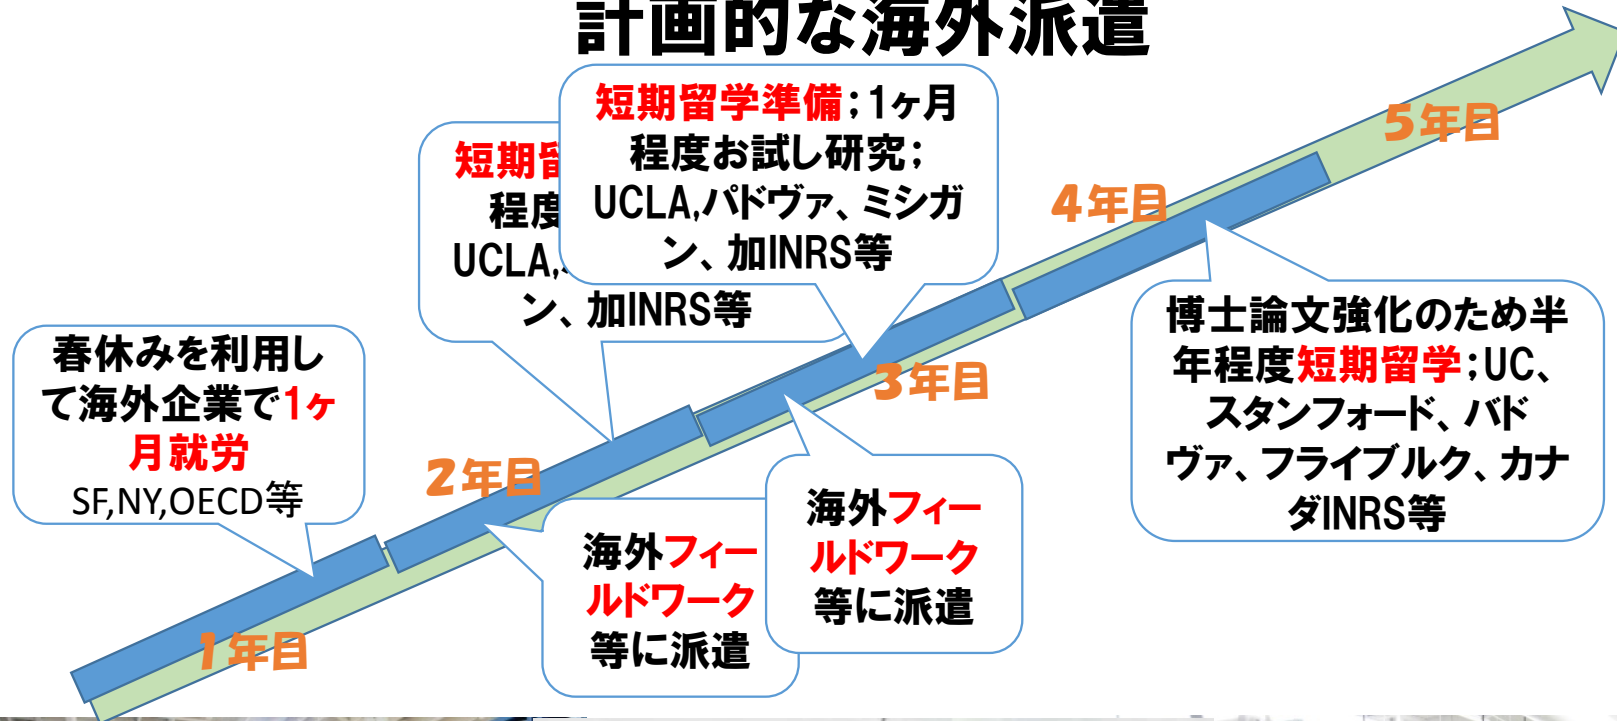 計画的な海外派遣
短期留学準備；1ヶ月
程度お試し研究；
UCLA,パドヴァ、ミシガ
ン、加INRS等
短期
程度
UCLA,
ン、加INRS等
春休みを利用し
て海外企業で1ヶ
月就労
SF,NY,OECD等
博士論文強化のため半
年程度短期留学；UC、
スタンフォード、バド
ヴァ、フライブルク、カナ
ダINRS等
海外フィー
ルドワーク
等に派遣
海外フィー
ルドワーク
等に派遣
1年目
2年目
3年目
4年目
5年目